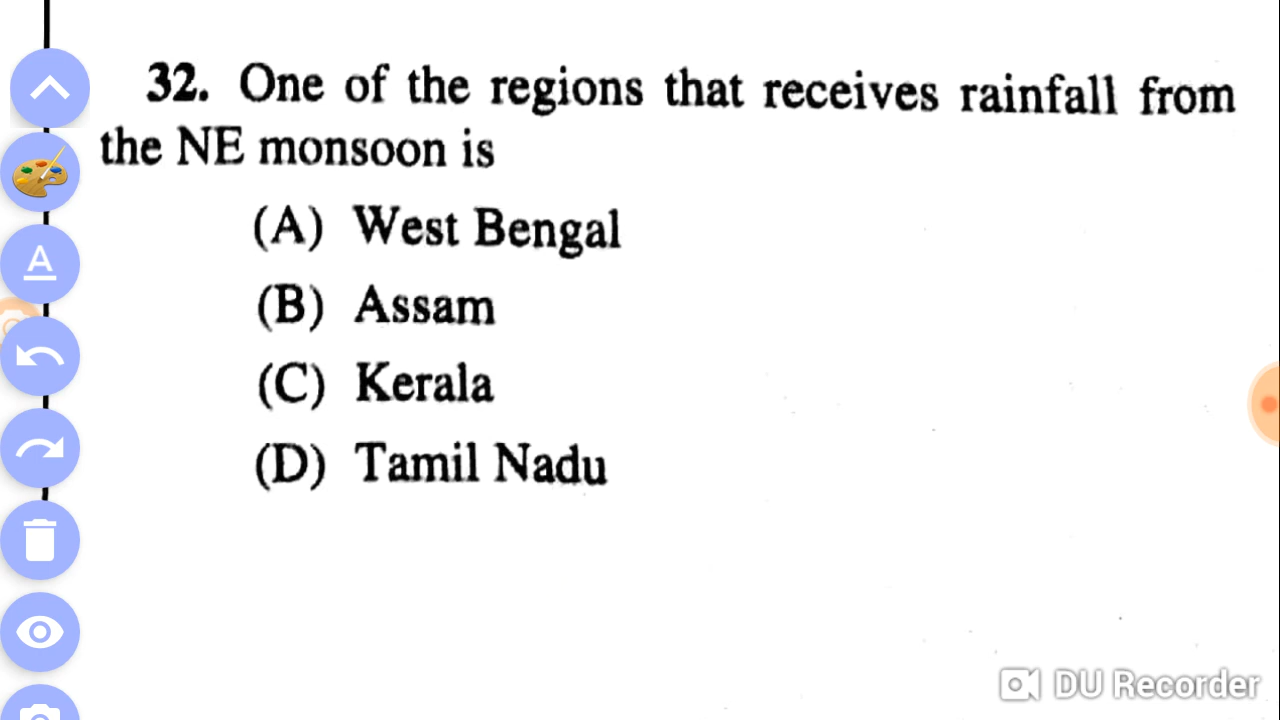 32. One of the regions that receives rainfall from
the NE monsoon is
(A) West Bengal
(B) Assam
(C) Kerala
(D) Tamil Nadu
A
DU Recorder